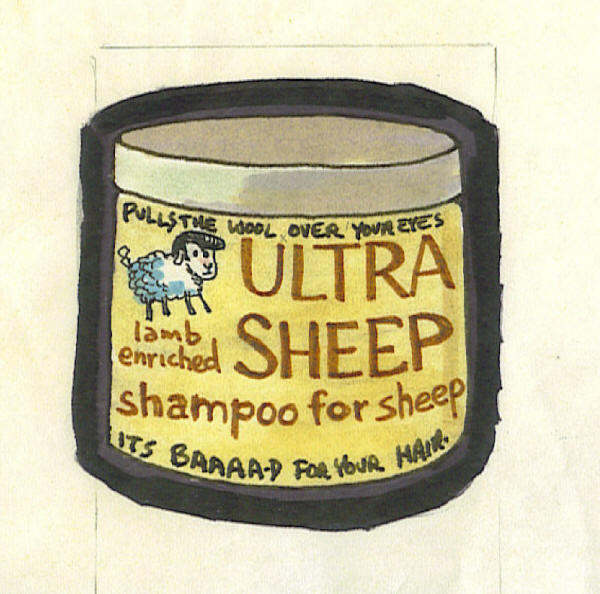 PULLS THE WOOL OVER YOUR EYES
ULTRA
SHEEP
lamb
enriched
shampoo for sheep
ITS BAAAA-D FOR YOUR HAIR.